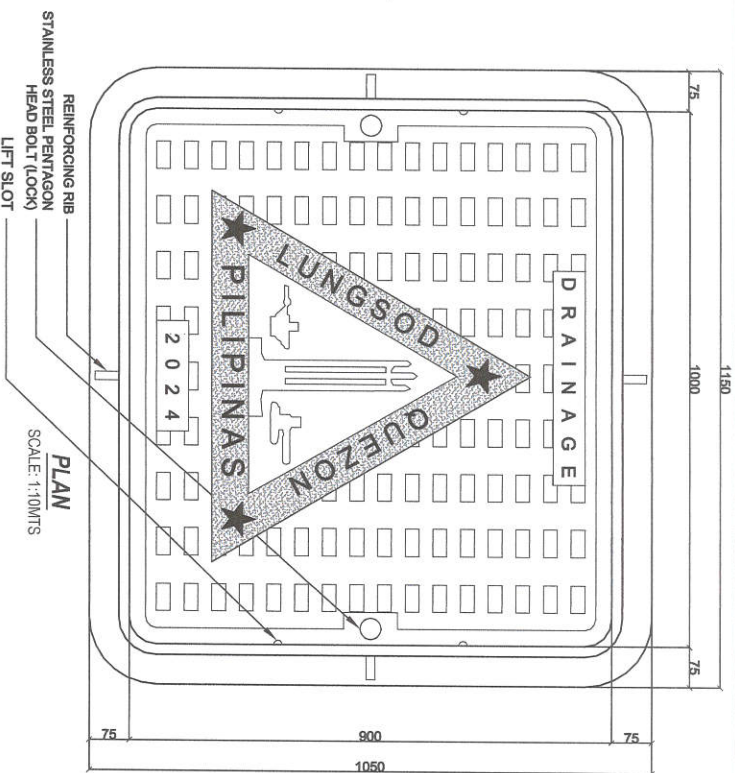 1150
75
1000
75
DRAINAGE
LUNGSOD
QUEZON
PILIPINAS
2024
75
900
75
1050
REINFORCING RIB
STAINLESS STEEL PENTAGON
HEAD BOLT (LOCK)
LIFT SLOT
PLAN
SCALE: 1:10MTS